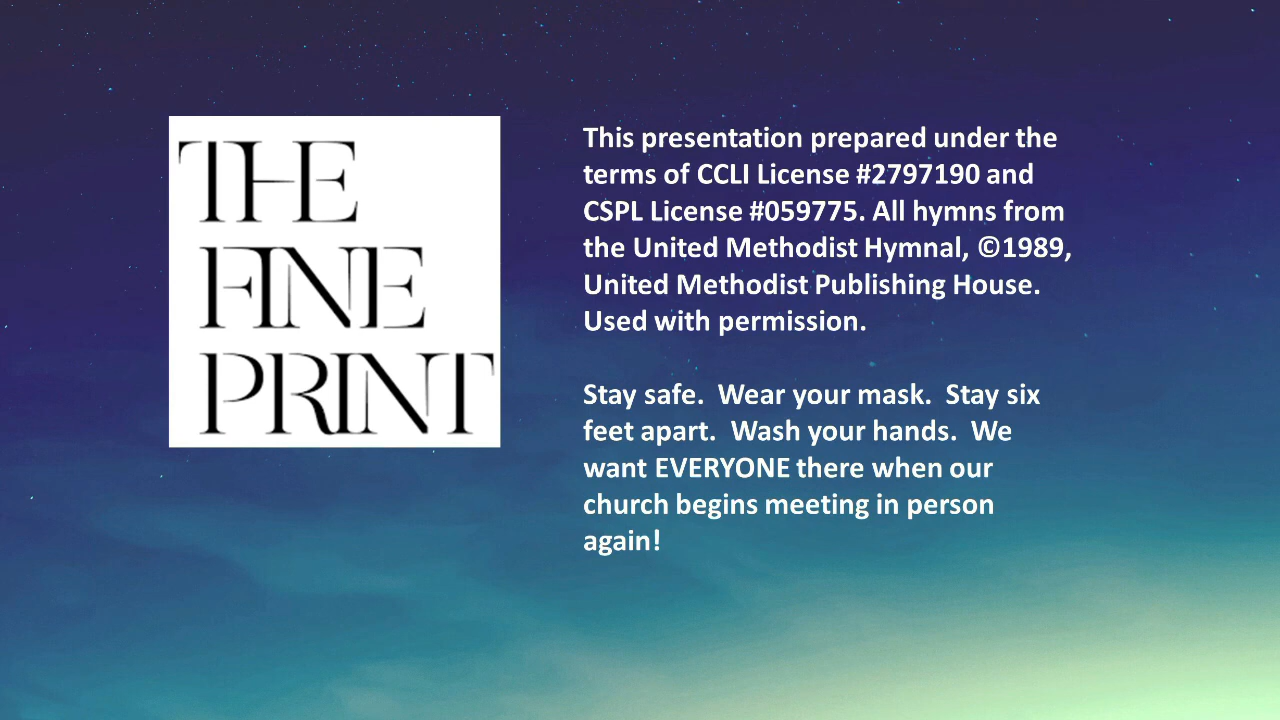 THE
FINE
PRINT
This presentation prepared under the
terms of CCLI License #2797190 and
CSPL License #059775. All hymns from
the United Methodist Hymnal, ©1989,
United Methodist Publishing House.
Used with permission.
Stay safe.  Wear your mask.  Stay six
feet apart.  Wash your hands.  We
want EVERYONE there when our
church begins meeting in person
again!